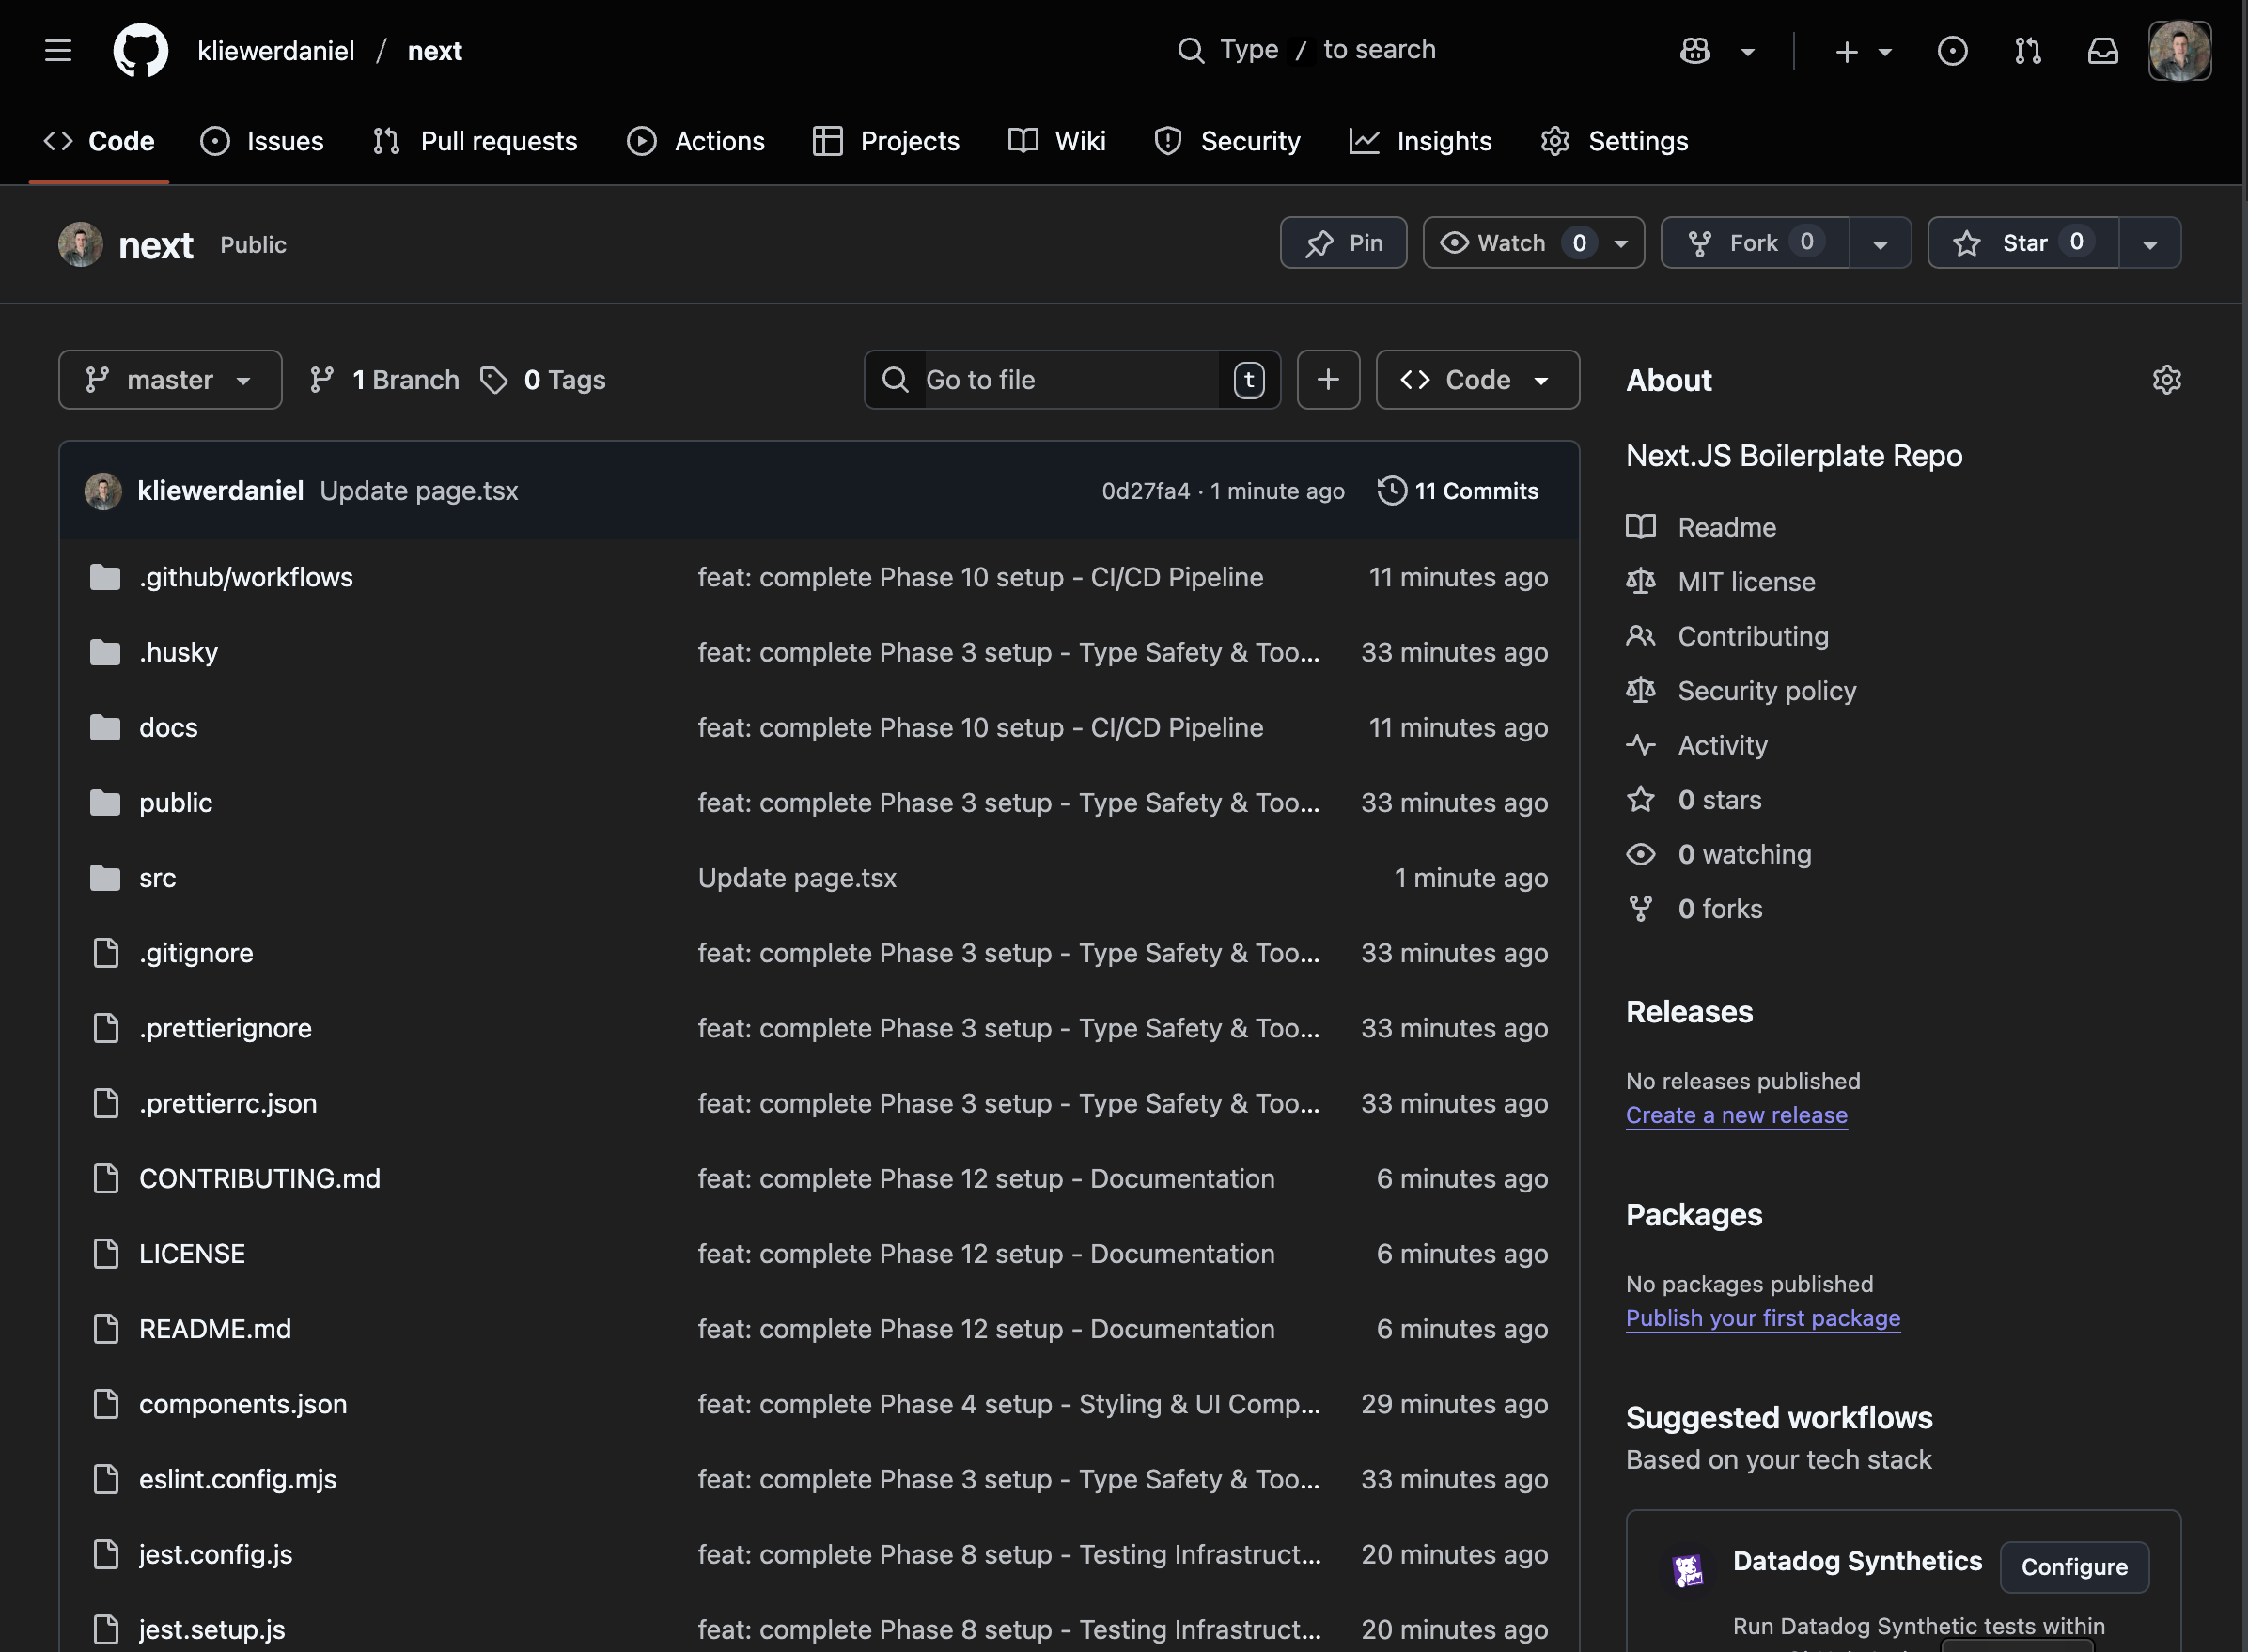 kliewerdaniel / next
Type / to search
Code Issues Pull requests Actions Projects Wiki Security Insights Settings
next Public
Pin Watch 0 Fork 0 Star 0
master 1 Branch 0 Tags
Go to file t
Code
kliewerdaniel Update page.tsx 0d27fa4 · 1 minute ago 11 Commits
.github/workflows feat: complete Phase 10 setup - CI/CD Pipeline 11 minutes ago
.husky feat: complete Phase 3 setup - Type Safety & Too... 33 minutes ago
docs feat: complete Phase 10 setup - CI/CD Pipeline 11 minutes ago
public feat: complete Phase 3 setup - Type Safety & Too... 33 minutes ago
src Update page.tsx 1 minute ago
.gitignore feat: complete Phase 3 setup - Type Safety & Too... 33 minutes ago
.prettierignore feat: complete Phase 3 setup - Type Safety & Too... 33 minutes ago
.prettierrc.json feat: complete Phase 3 setup - Type Safety & Too... 33 minutes ago
CONTRIBUTING.md feat: complete Phase 12 setup - Documentation 6 minutes ago
LICENSE feat: complete Phase 12 setup - Documentation 6 minutes ago
README.md feat: complete Phase 12 setup - Documentation 6 minutes ago
components.json feat: complete Phase 4 setup - Styling & UI Comp... 29 minutes ago
eslint.config.mjs feat: complete Phase 3 setup - Type Safety & Too... 33 minutes ago
jest.config.js feat: complete Phase 8 setup - Testing Infrastruct... 20 minutes ago
jest.setup.js feat: complete Phase 8 setup - Testing Infrastruct... 20 minutes ago
About
Next.JS Boilerplate Repo
Readme
MIT license
Contributing
Security policy
Activity
0 stars
0 watching
0 forks
Releases
No releases published
Create a new release
Packages
No packages published
Publish your first package
Suggested workflows
Based on your tech stack
Datadog Synthetics
Configure
Run Datadog Synthetic tests within